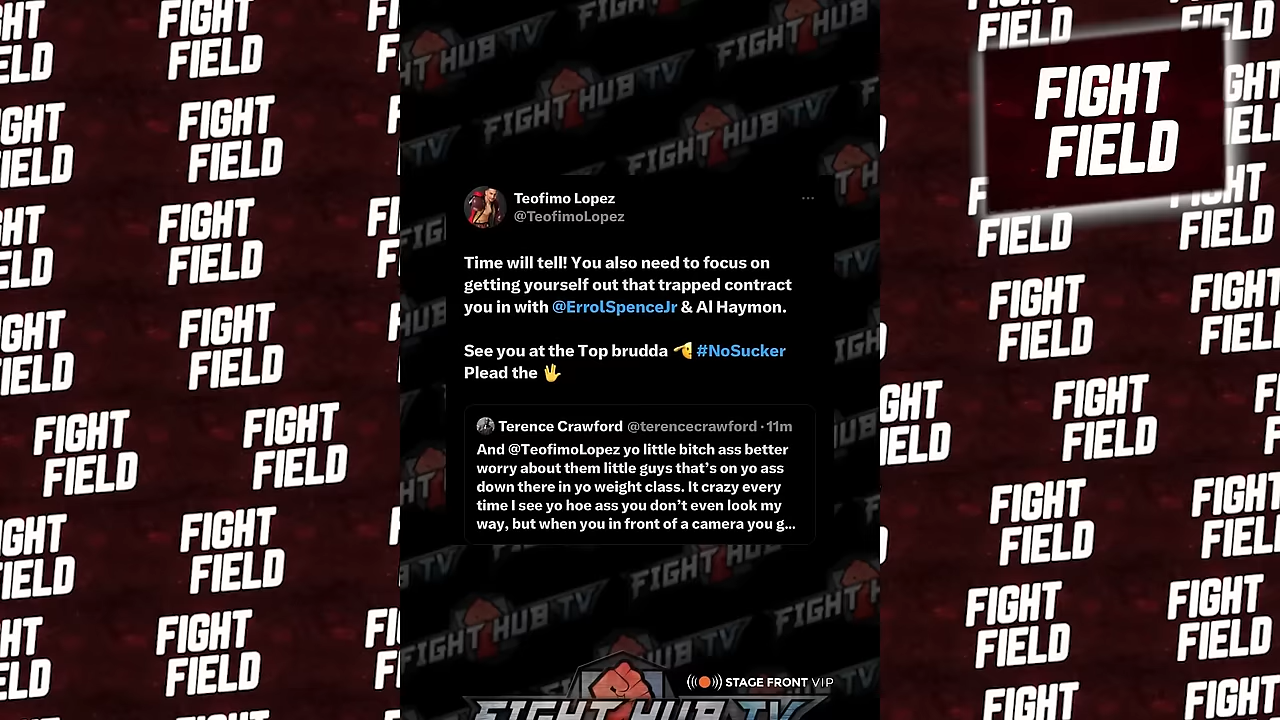 FIGHT
FIELD
Teofimo Lopez
@TeofimoLopez
Time will tell! You also need to focus on
getting yourself out that trapped contract
you in with @ErrolSpenceJr & Al Haymon.
See you at the Top brudda 🫡 #NoSucker
Plead the 🖖
Terence Crawford @terencecrawford · 11m
And @TeofimoLopez yo little bitch ass better
worry about them little guys that's on yo ass
down there in yo weight class. It crazy every
time I see yo hoe ass you don't even look my
way, but when you in front of a camera you g...
STAGE FRONT VIP
FIGHT HUB TV